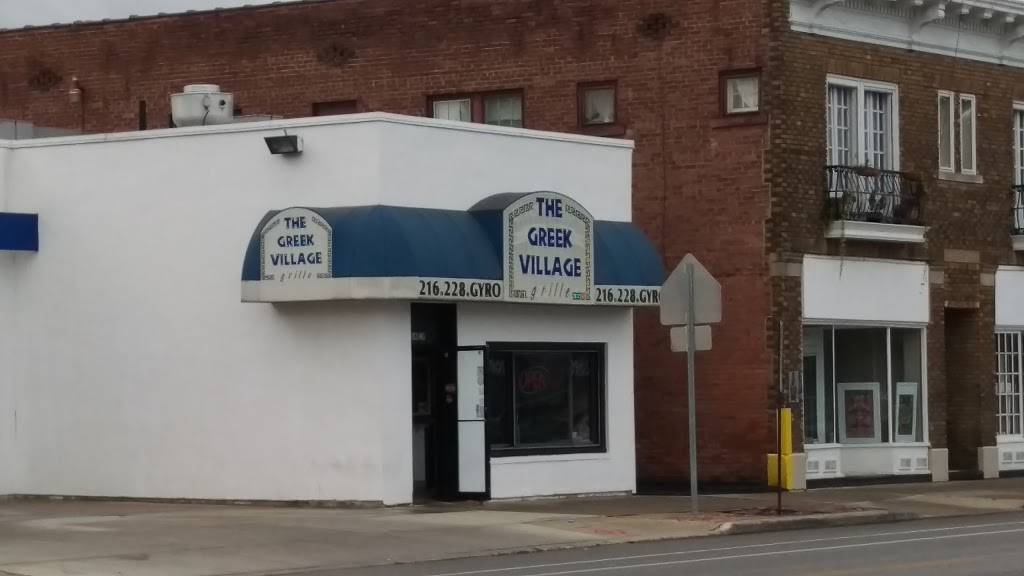 THE
GREEK
VILLAGE
grille
216.228.GYRO
THE
GREEK
VILLAGE
grille
216.228.GYRO